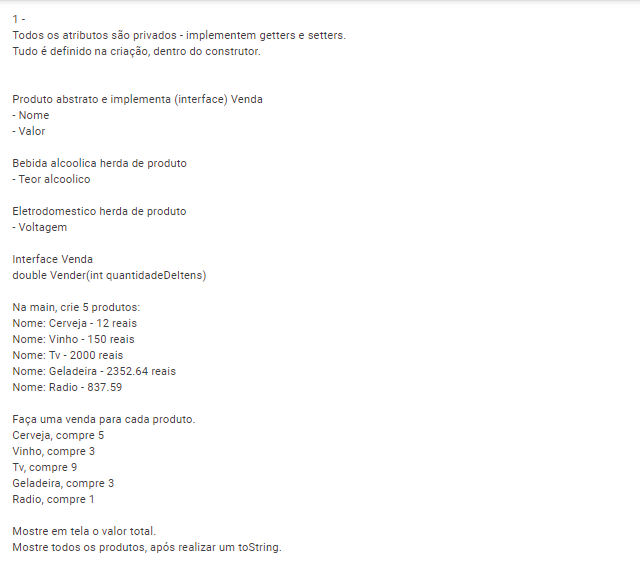 1 -
Todos os atributos são privados - implementem getters e setters.
Tudo é definido na criação, dentro do construtor.
Produto abstrato e implementa (interface) Venda
- Nome
- Valor
Bebida alcoolica herda de produto
- Teor alcoolico
Eletrodomestico herda de produto
- Voltagem
Interface Venda
double Vender(int quantidadeDeItens)
Na main, crie 5 produtos:
Nome: Cerveja - 12 reais
Nome: Vinho - 150 reais
Nome: Tv - 2000 reais
Nome: Geladeira - 2352.64 reais
Nome: Radio - 837.59
Faça uma venda para cada produto.
Cerveja, compre 5
Vinho, compre 3
Tv, compre 9
Geladeira, compre 3
Radio, compre 1
Mostre em tela o valor total.
Mostre todos os produtos, após realizar um toString.